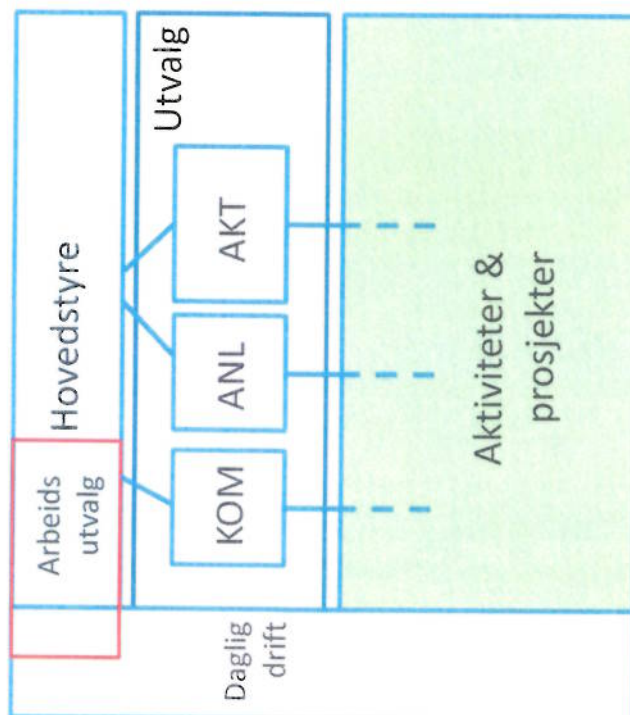 Arbeids
utvalg
Hovedstyre
Utvalg
KOM
ANL
AKT
Daglig
drift
Aktiviteter &
prosjekter